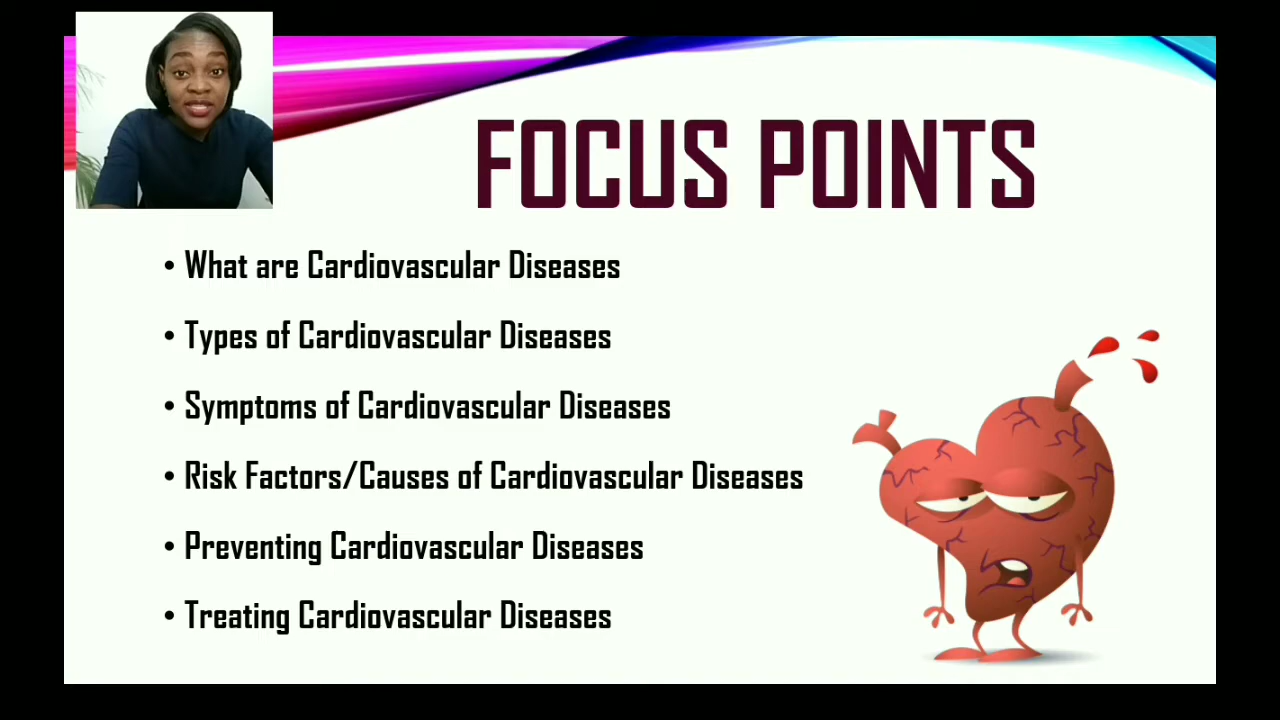 FOCUS POINTS
• What are Cardiovascular Diseases
• Types of Cardiovascular Diseases
• Symptoms of Cardiovascular Diseases
• Risk Factors/Causes of Cardiovascular Diseases
• Preventing Cardiovascular Diseases
• Treating Cardiovascular Diseases